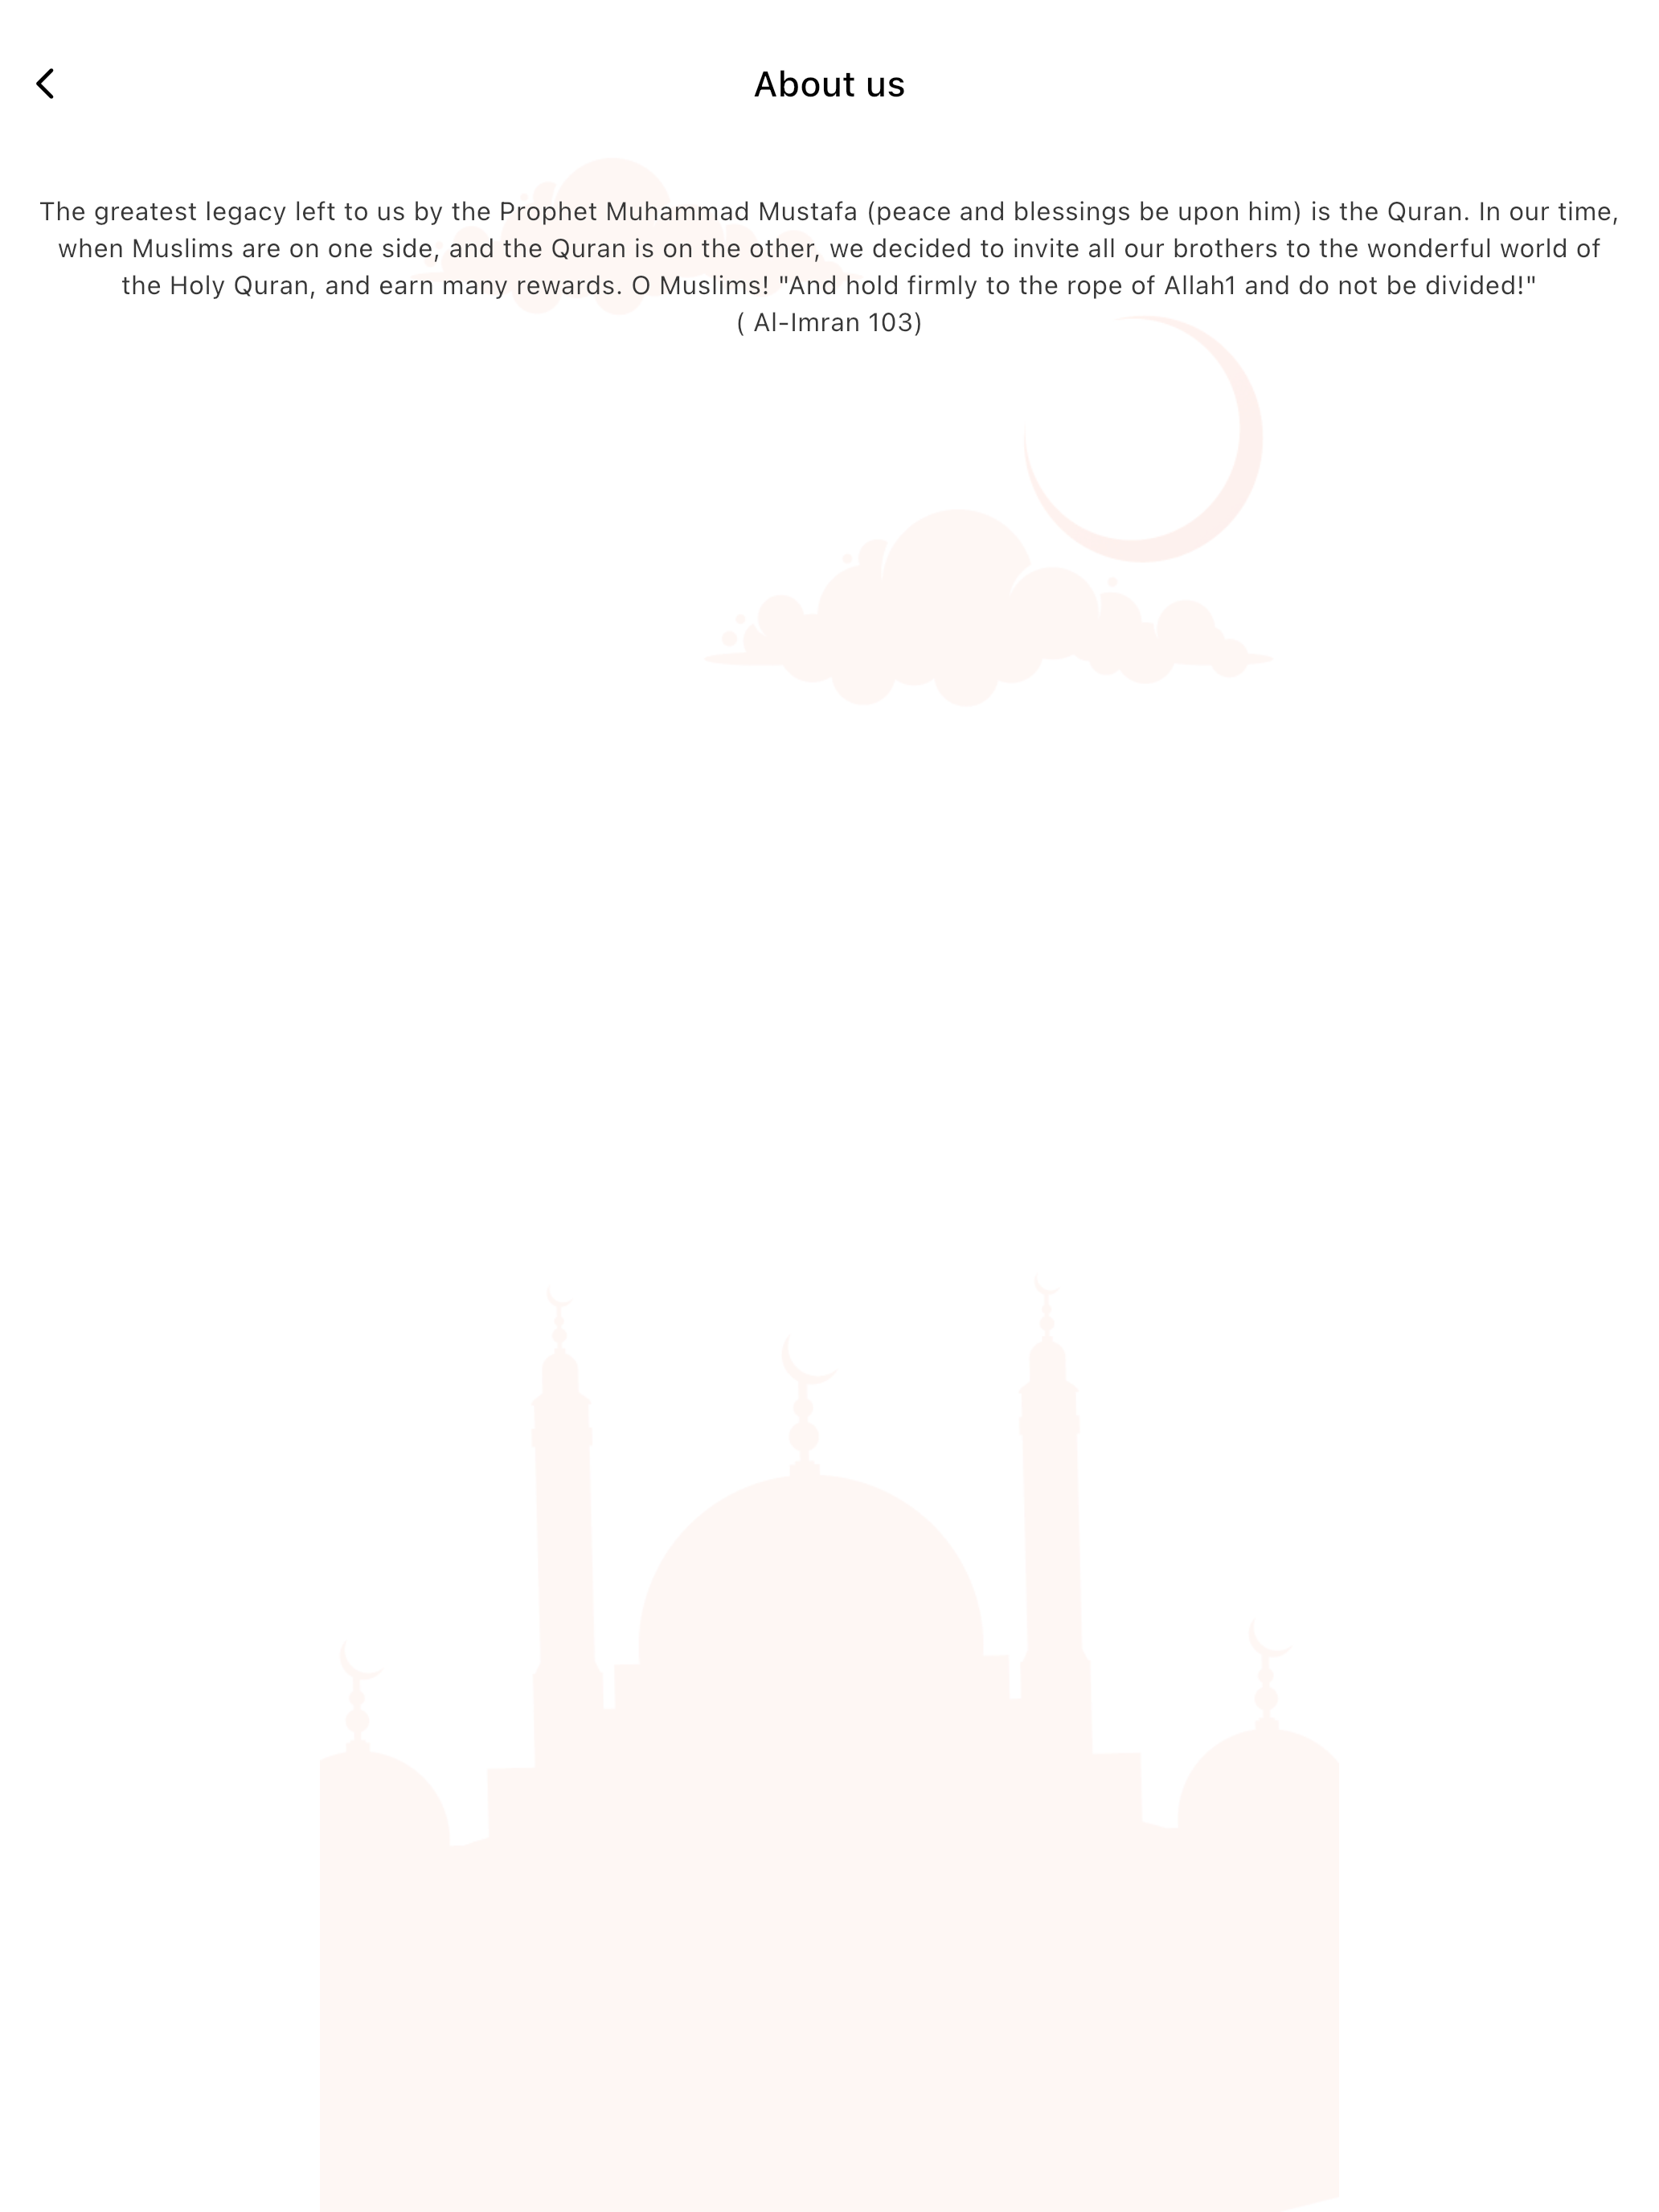 About us
The greatest legacy left to us by the Prophet Muhammad Mustafa (peace and blessings be upon him) is the Quran. In our time,
when Muslims are on one side, and the Quran is on the other, we decided to invite all our brothers to the wonderful world of
the Holy Quran, and earn many rewards. O Muslims! "And hold firmly to the rope of Allah1 and do not be divided!"
( Al-Imran 103)